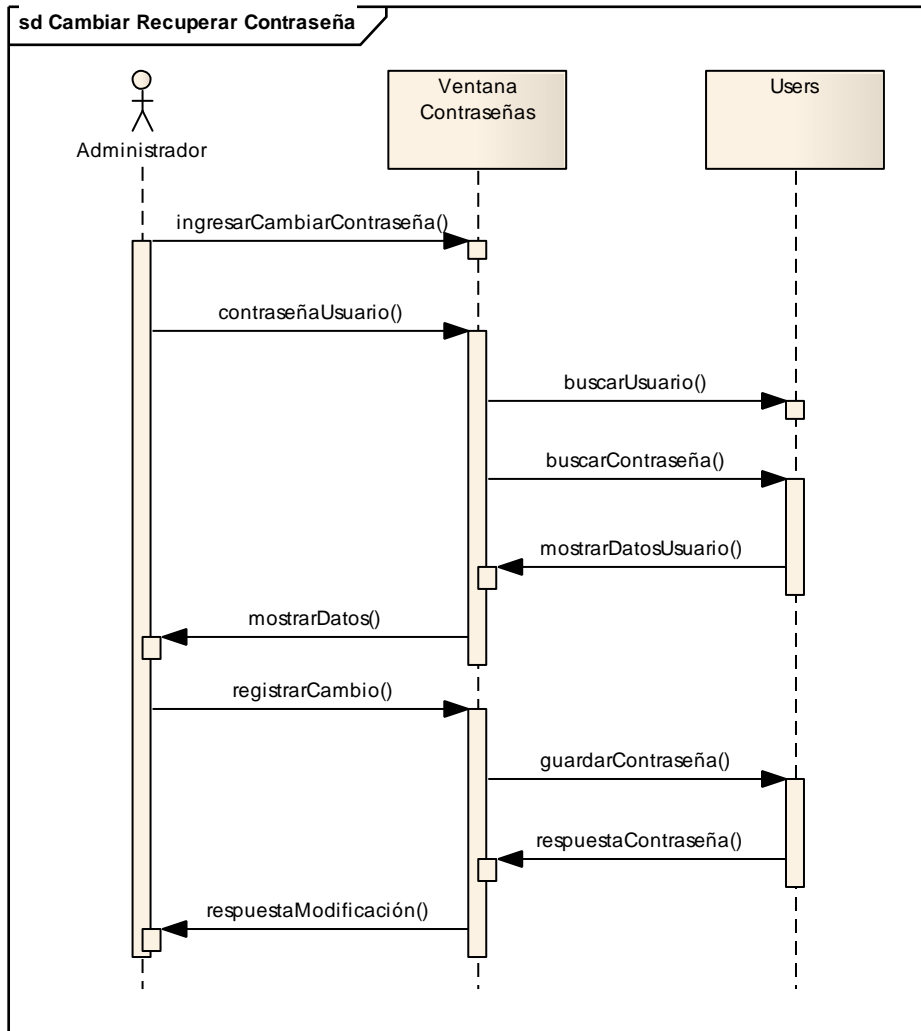 sd Cambiar Recuperar Contraseña
Administrador
Ventana
Contraseñas
Users
ingresarCambiarContraseña()
contraseñaUsuario()
buscarUsuario()
buscarContraseña()
mostrarDatosUsuario()
mostrarDatos()
registrarCambio()
guardarContraseña()
respuestaContraseña()
respuestaModificación()